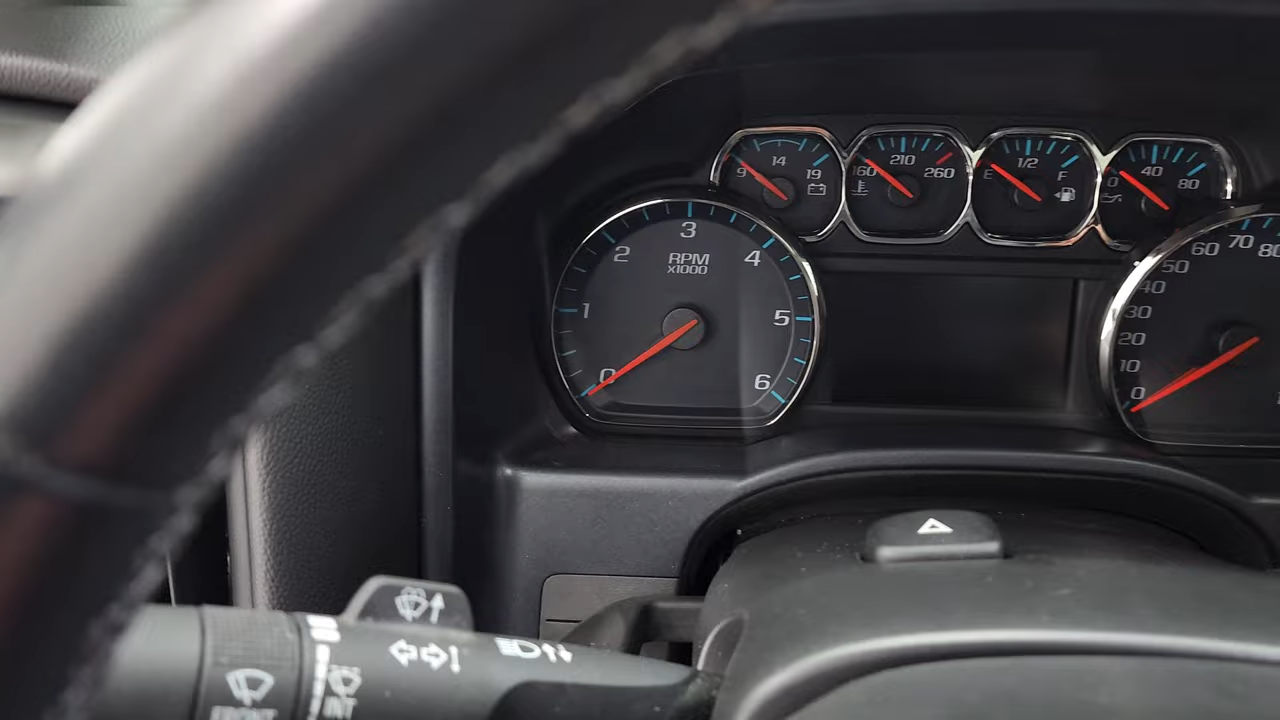 9 14 19
160 210 260
E 1/2 F
0 40 80
0 1 2 3 4 5 6
RPM
x1000
0 10 20 30 40 50 60 70 80
FRONT
INT